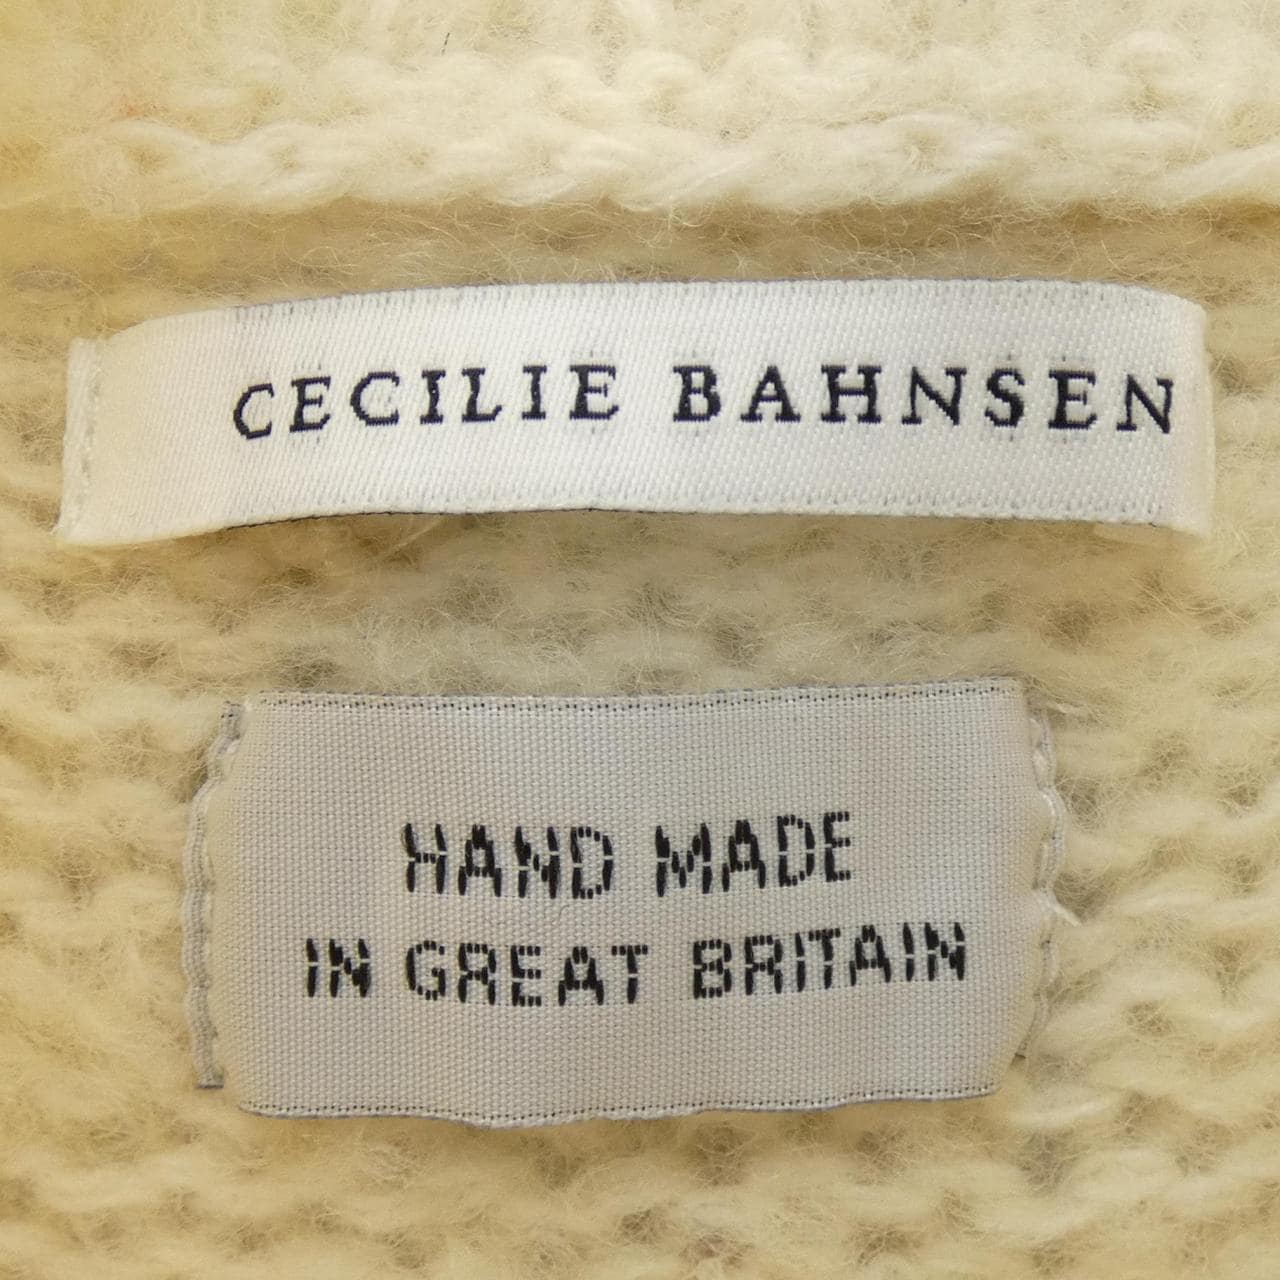 CECILIE BAHNSEN
HAND MADE
IN GREAT BRITAIN